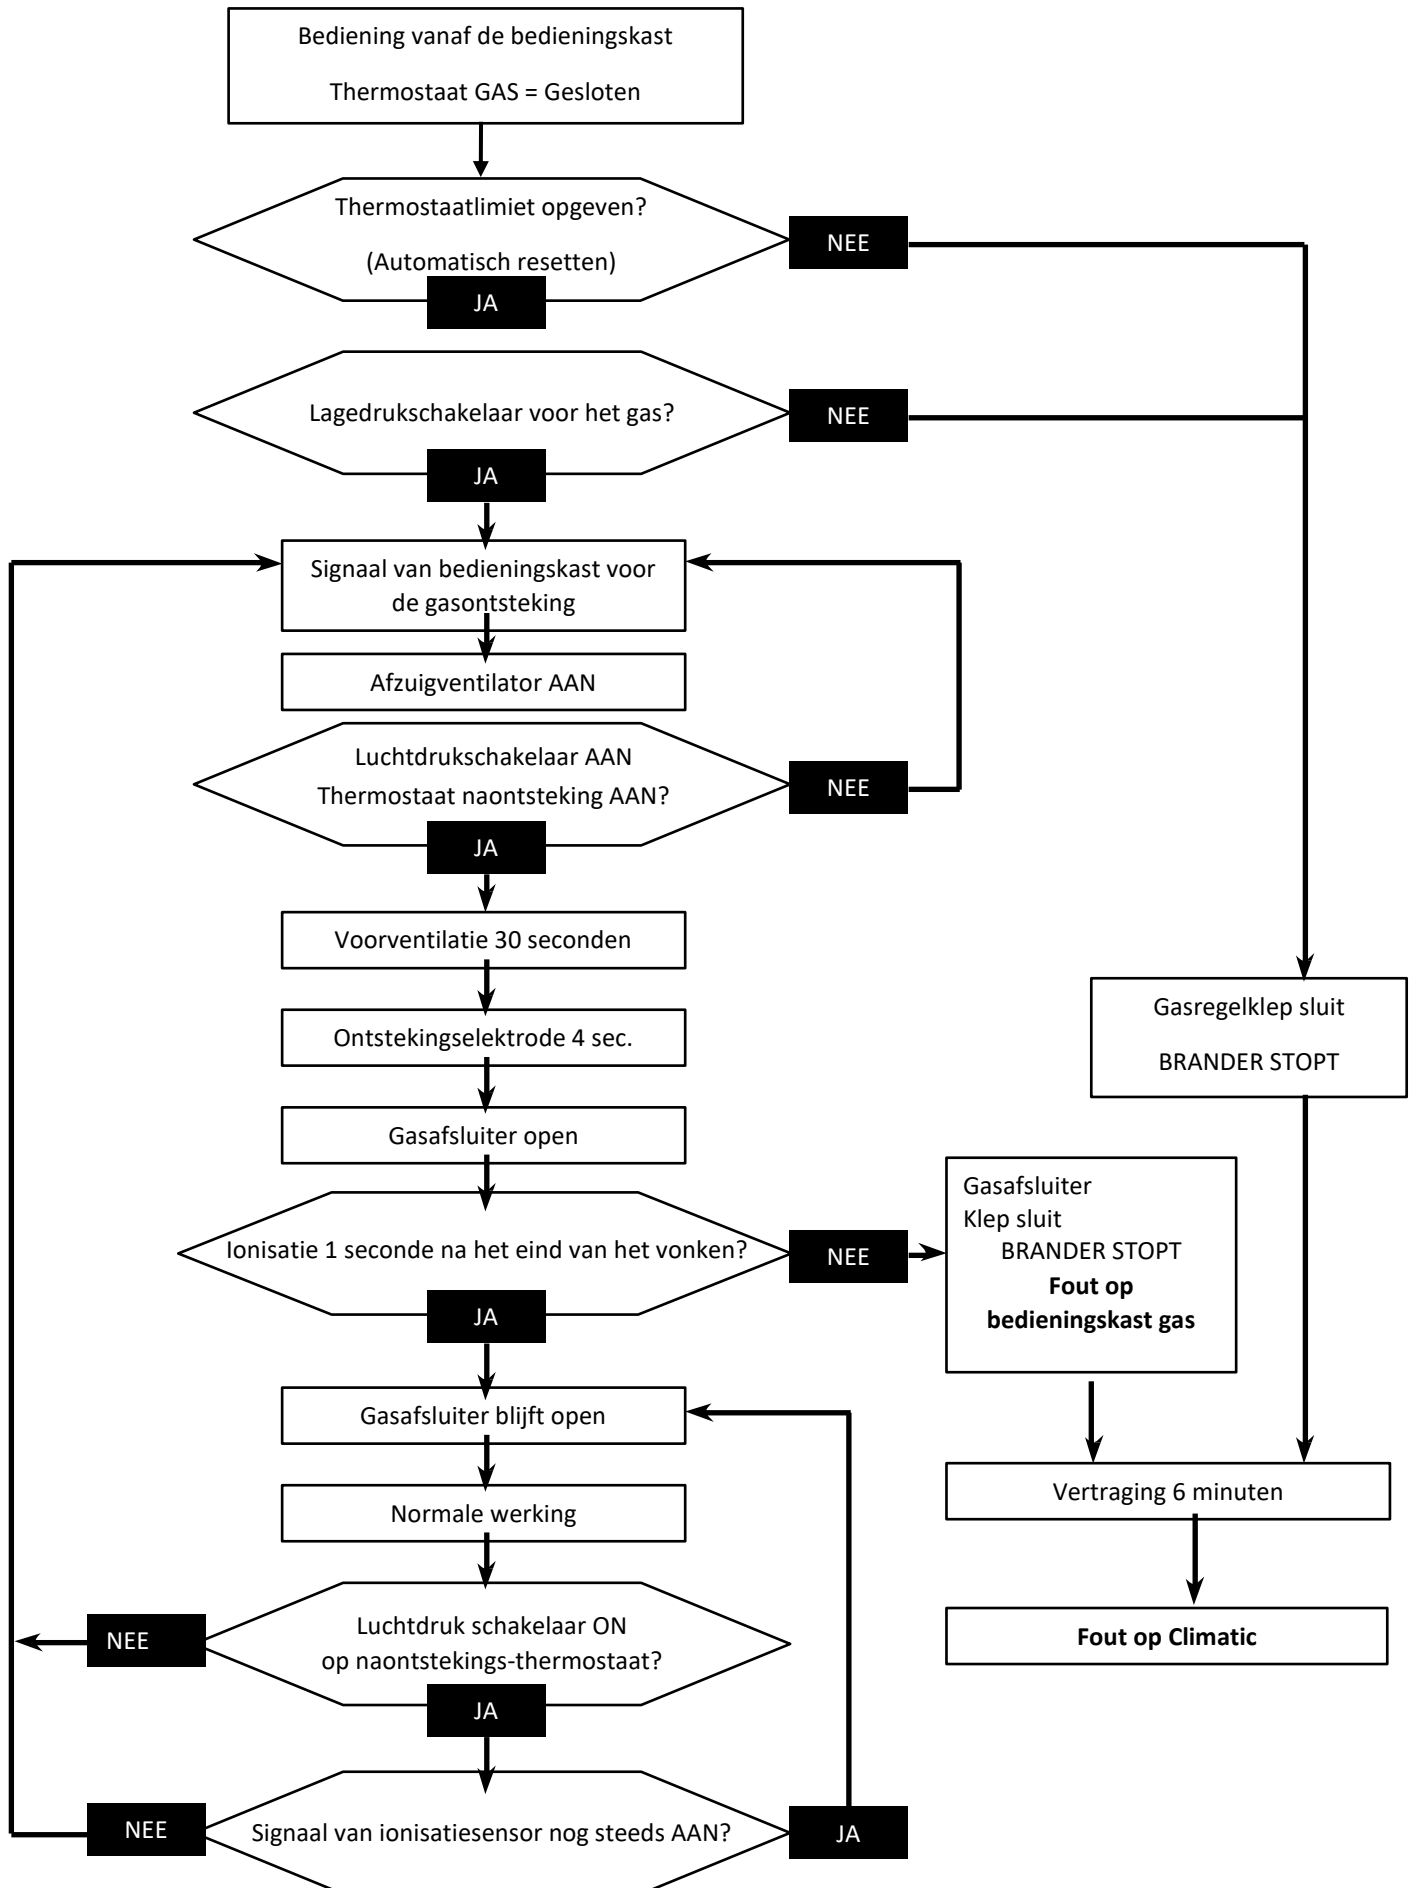 Bediening vanaf de bedieningskast
Thermostaat GAS = Gesloten
Thermostaatlimiet opgeven?
(Automatisch resetten)
NEE
JA
Lagedrukschakelaar voor het gas?
NEE
JA
Signaal van bedieningskast voor
de gasontsteking
Afzuigventilator AAN
Luchtdrukschakelaar AAN
Thermostaat naontsteking AAN?
NEE
JA
Voorventilatie 30 seconden
Ontstekingselektrode 4 sec.
Gasregelklep sluit
BRANDER STOPT
Gasafsluiter open
Ionisatie 1 seconde na het eind van het vonken?
NEE
JA
Gasafsluiter
Klep sluit
BRANDER STOPT
Fout op
bedieningskast gas
Gasafsluiter blijft open
Vertraging 6 minuten
Normale werking
Luchtdruk schakelaar ON
op naontstekings-thermostaat?
NEE
JA
Fout op Climatic
Signaal van ionisatiesensor nog steeds AAN?
NEE
JA